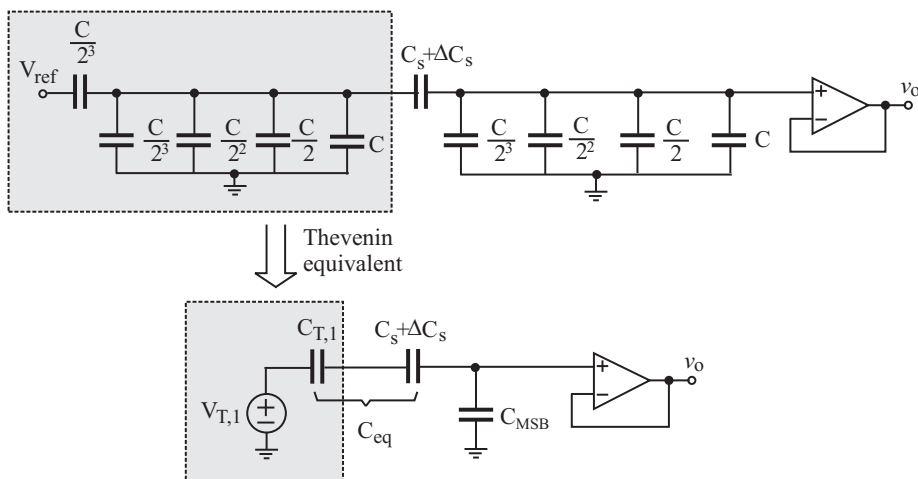 C
2³
V_ref
C
2³
C
2²
C
2
C
C_s+ΔC_s
C
2³
C
2²
C
2
C
+
−
v_o
Thevenin
equivalent
C_T,1
C_s+ΔC_s
V_T,1
+
−
C_eq
C_MSB
+
−
v_o